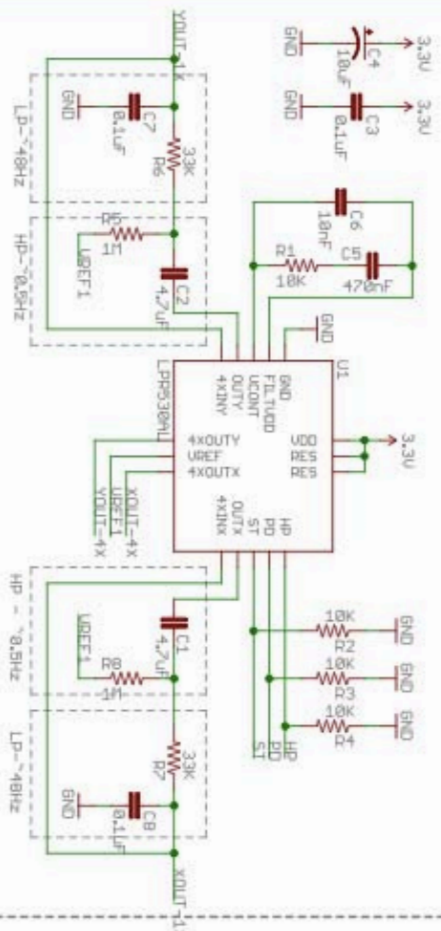 YOUT-1X
GND
C4
10uF
3.3V
GND
C3
0.1uF
3.3V
GND
C7
0.1uF
33K
R6
LP-~48Hz
R5
1M
VREF1
C2
4.7uF
HP-~0.5Hz
C6
10nF
R1
10K
C5
470nF
GND
U1
LPR530AL
4XINY
OUTY
VCONT
FILTVDD
GND
4XOUTY
VREF
4XOUTX
VDD
RES
RES
3.3V
4XINX
OUTX
ST
PD
HP
YOUT-4X
VREF1
XOUT-4X
10K
R2
GND
10K
R3
GND
10K
R4
GND
ST
PD
HP
C1
4.7uF
VREF1
R8
1M
HP - ~0.5Hz
33K
R7
GND
C8
0.1uF
LP-~48Hz
XOUT-1